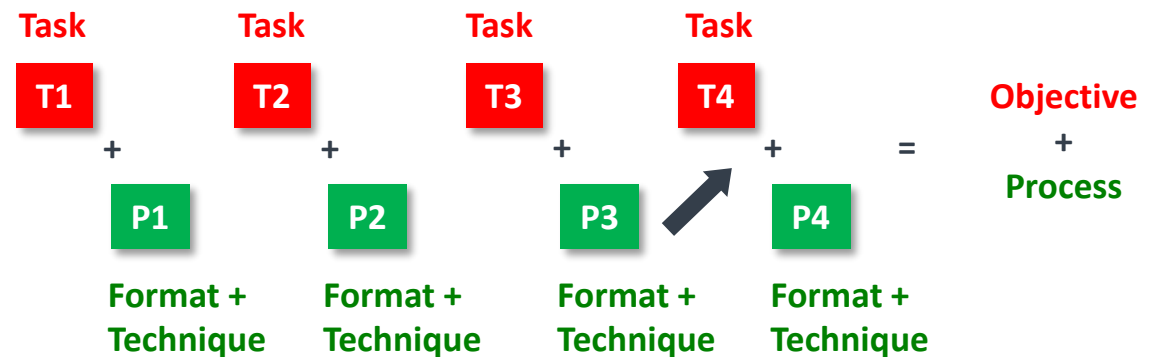 Task Task Task Task
T1 T2 T3 T4
Objective
+ + + + = +
Process
P1 P2 P3 P4
Format + Format + Format + Format +
Technique Technique Technique Technique